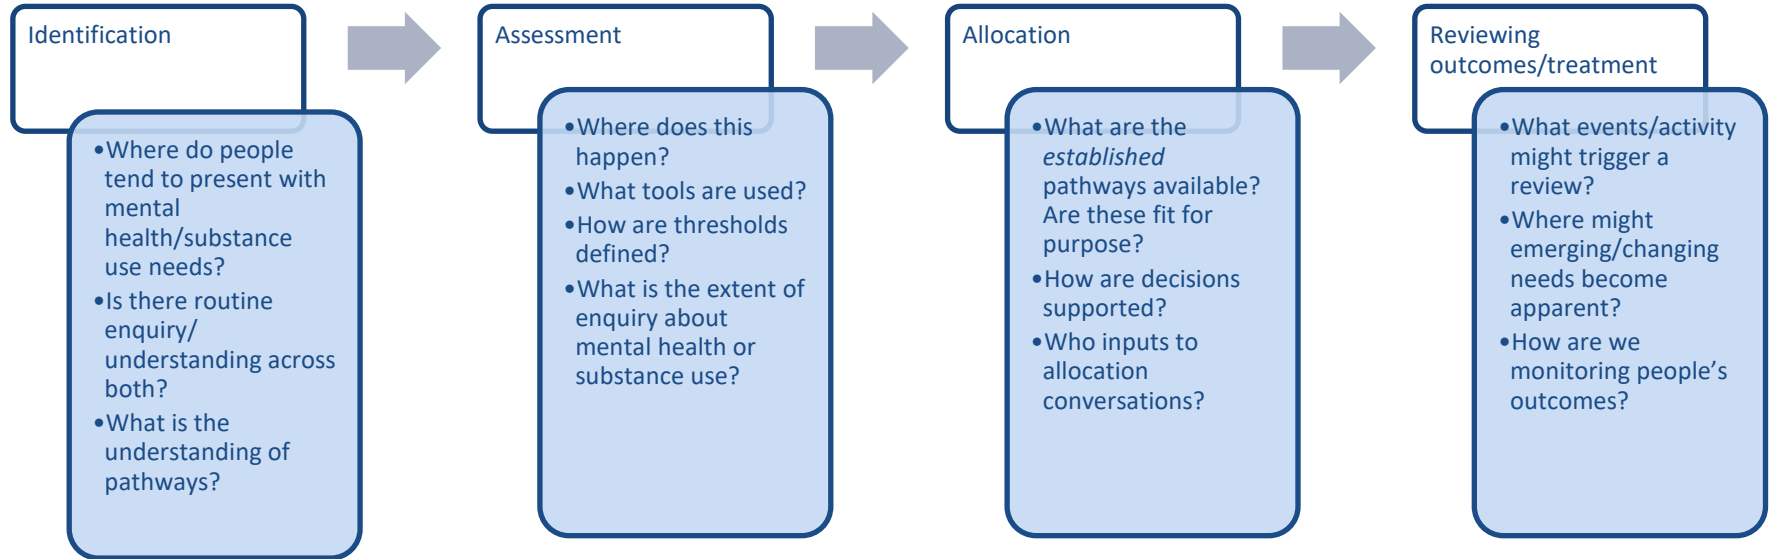 Identification
•Where do people
tend to present with
mental
health/substance
use needs?
•Is there routine
enquiry/
understanding across
both?
•What is the
understanding of
pathways?
Assessment
•Where does this
happen?
•What tools are used?
•How are thresholds
defined?
•What is the extent of
enquiry about
mental health or
substance use?
Allocation
•What are the
established
pathways available?
Are these fit for
purpose?
•How are decisions
supported?
•Who inputs to
allocation
conversations?
Reviewing
outcomes/treatment
•What events/activity
might trigger a
review?
•Where might
emerging/changing
needs become
apparent?
•How are we
monitoring people’s
outcomes?